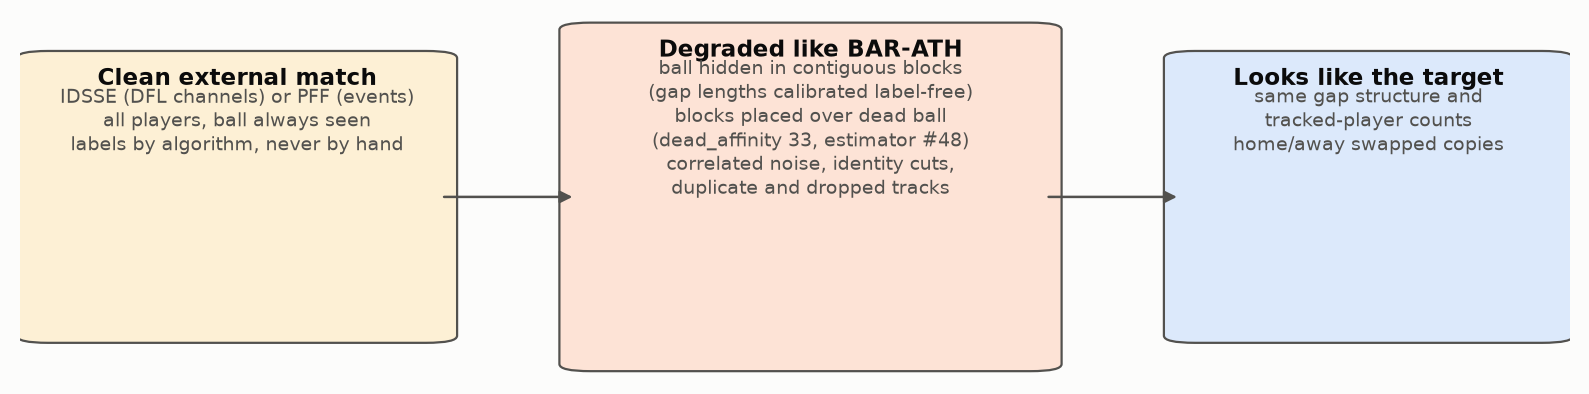 Clean external match
IDSSE (DFL channels) or PFF (events)
all players, ball always seen
labels by algorithm, never by hand
Degraded like BAR-ATH
ball hidden in contiguous blocks
(gap lengths calibrated label-free)
blocks placed over dead ball
(dead_affinity 33, estimator #48)
correlated noise, identity cuts,
duplicate and dropped tracks
Looks like the target
same gap structure and
tracked-player counts
home/away swapped copies